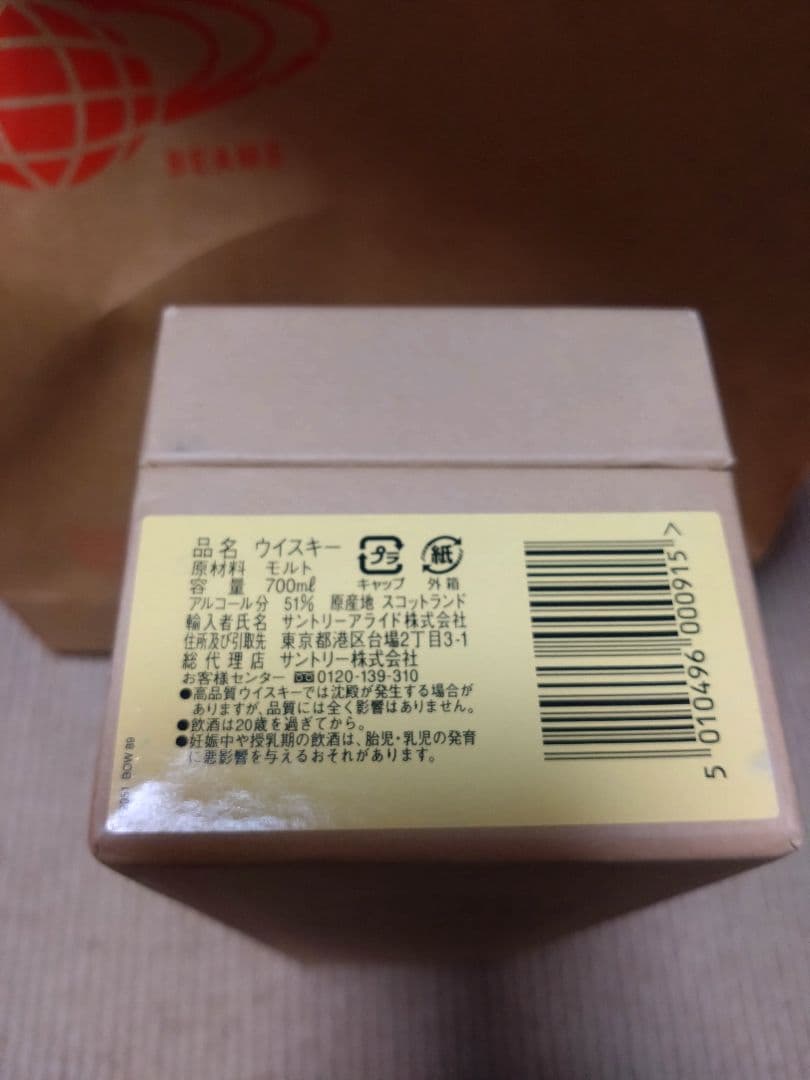 BEAMS
品名 ウイスキー
原材料 モルト
容量 700mℓ
プラ
キャップ
紙
外箱
アルコール分 51% 原産地 スコットランド
輸入者氏名 サントリーアライド株式会社
住所及び引取先 東京都港区台場2丁目3-1
総代理店 サントリー株式会社
お客様センター 0120-139-310
●高品質ウイスキーでは沈殿が発生する場合が
ありますが、品質には全く影響はありません。
●飲酒は20歳を過ぎてから。
●妊娠中や授乳期の飲酒は、胎児・乳児の発育
に悪影響を与えるおそれがあります。
BOW 89
5 010496 000915 >